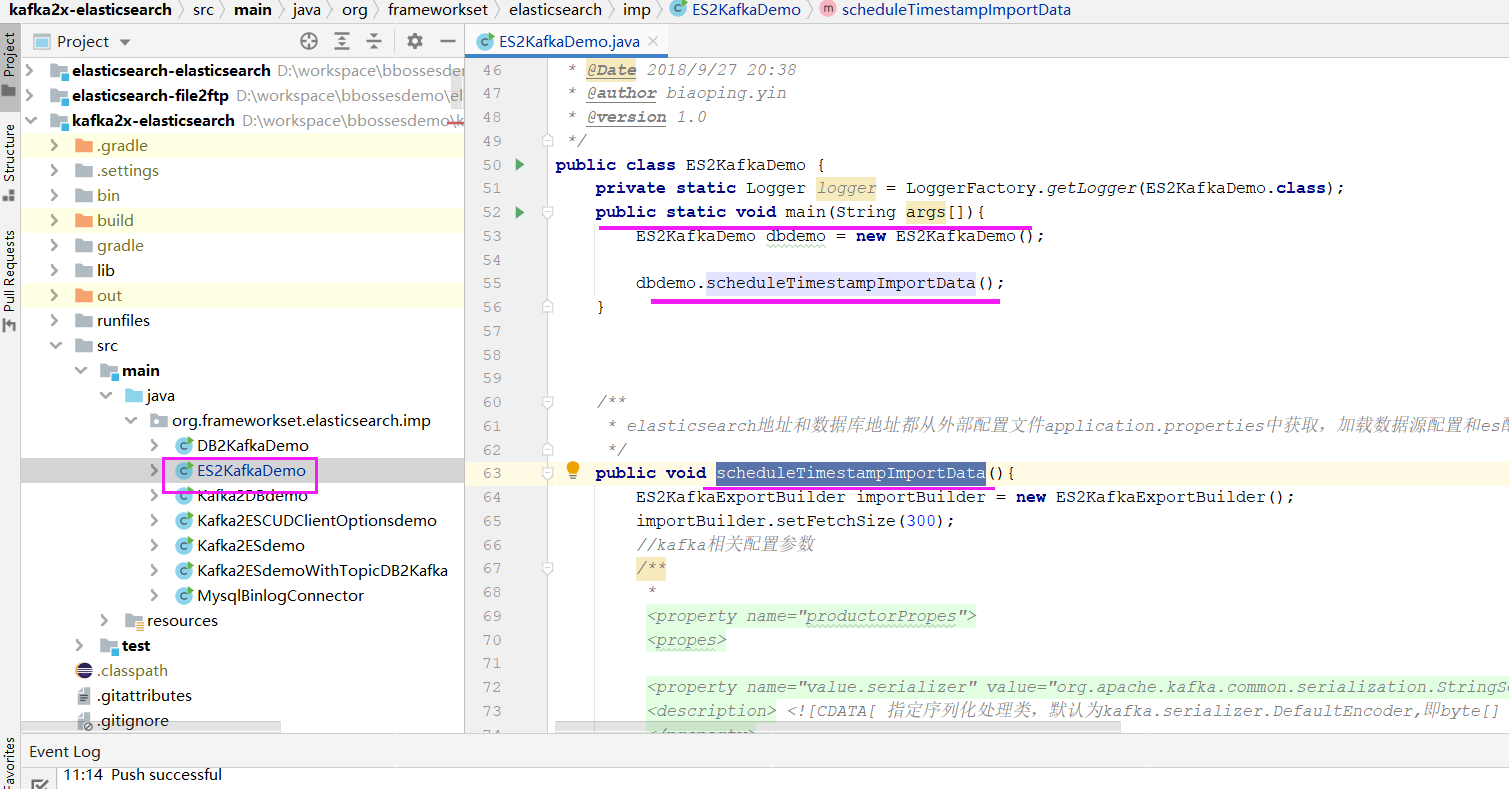 kafka2x-elasticsearch src main java org frameworkset elasticsearch imp ES2KafkaDemo m scheduleTimestampImportData
Project
Structure
Pull Requests
Favorites
Project
elasticsearch-elasticsearch D:\workspace\bbossesde
elasticsearch-file2ftp D:\workspace\bbossesdemo\el
kafka2x-elasticsearch D:\workspace\bbossesdemo\
.gradle
.settings
bin
build
gradle
lib
out
runfiles
src
main
java
org.frameworkset.elasticsearch.imp
DB2KafkaDemo
ES2KafkaDemo
Kafka2DBdemo
Kafka2ESCUDClientOptionsdemo
Kafka2ESdemo
Kafka2ESdemoWithTopicDB2Kafka
MysqlBinlogConnector
resources
test
.classpath
.gitattributes
.gitignore
ES2KafkaDemo.java
46 * @Date 2018/9/27 20:38
47 * @author biaoping.yin
48 * @version 1.0
49 */
50 public class ES2KafkaDemo {
51 private static Logger logger = LoggerFactory.getLogger(ES2KafkaDemo.class);
52 public static void main(String args[]){
53 ES2KafkaDemo dbdemo = new ES2KafkaDemo();
54
55 dbdemo.scheduleTimestampImportData();
56 }
57
58
59
60 /**
61 * elasticsearch地址和数据库地址都从外部配置文件application.properties中获取，加载数据源配置和es配
62 */
63 public void scheduleTimestampImportData(){
64 ES2KafkaExportBuilder importBuilder = new ES2KafkaExportBuilder();
65 importBuilder.setFetchSize(300);
66 //kafka相关配置参数
67 /**
68 *
69 <property name="productorPropes">
70 <propes>
71
72 <property name="value.serializer" value="org.apache.kafka.common.serialization.StringSe
73 <description> <![CDATA[ 指定序列化处理类，默认为kafka.serializer.DefaultEncoder,即byte[]
74 </property>
Event Log
11:14 Push successful